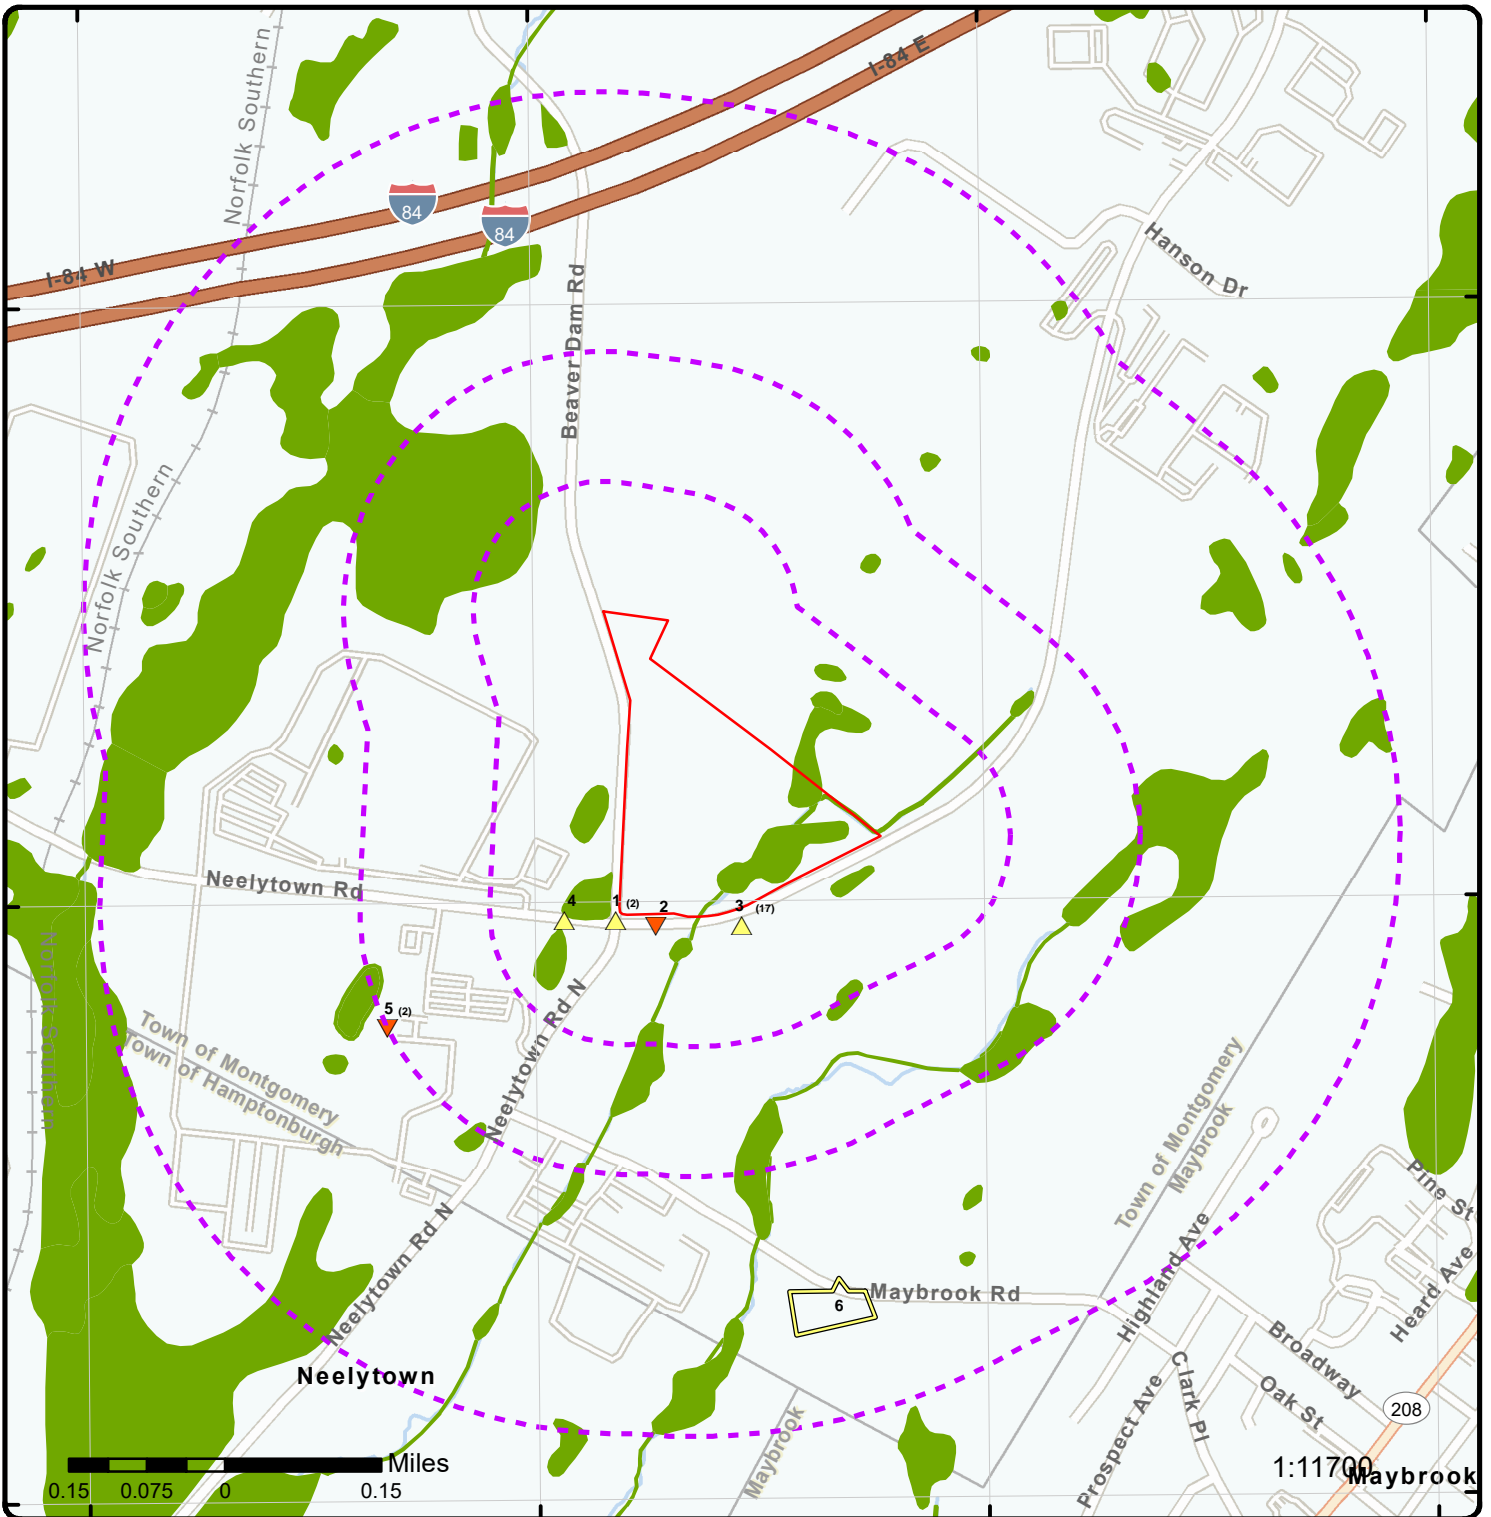 Norfolk Southern
I-84 E
84
84
I-84 W
Hanson Dr
Beaver Dam Rd
Norfolk Southern
Neelytown Rd
4
1 (2)
2
3 (17)
Norfolk Southern
5 (2)
Neelytown Rd N
Town of Montgomery
Town of Hamptonburgh
Town of Montgomery
Maybrook
Pine St
Neelytown Rd N
6
Maybrook Rd
Highland Ave
Heard Ave
Broadway
Neelytown
Clark Pl
Oak St
Prospect Ave
208
Maybrook
Miles
0.15 0.075 0 0.15
1:11700
Maybrook